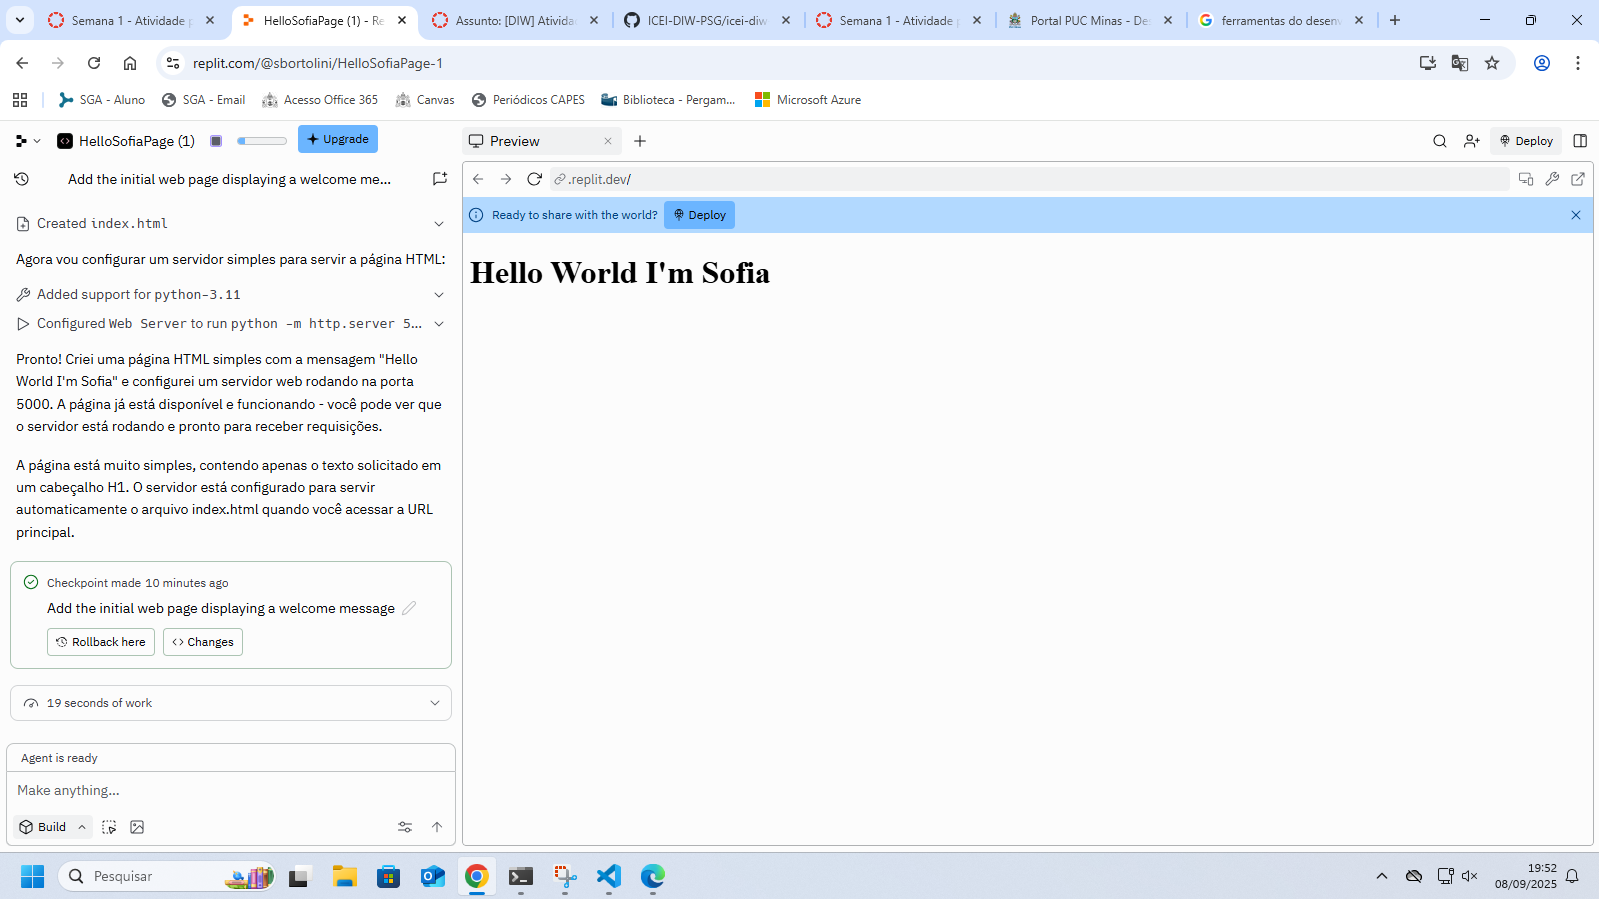 Semana 1 - Atividade p
HelloSofiaPage (1) - Re
Assunto: [DIW] Ativida
ICEI-DIW-PSG/icei-diw
Semana 1 - Atividade p
Portal PUC Minas - Des
ferramentas do desenv
replit.com/@sbortolini/HelloSofiaPage-1
SGA - Aluno
SGA - Email
Acesso Office 365
Canvas
Periódicos CAPES
Biblioteca - Pergam...
Microsoft Azure
HelloSofiaPage (1)
Upgrade
Preview
Deploy
Add the initial web page displaying a welcome me...
.replit.dev/
Ready to share with the world?
Deploy
Created index.html
Agora vou configurar um servidor simples para servir a página HTML:
Added support for python-3.11
Configured Web Server to run python -m http.server 5...
Pronto! Criei uma página HTML simples com a mensagem "Hello
World I'm Sofia" e configurei um servidor web rodando na porta
5000. A página já está disponível e funcionando - você pode ver que
o servidor está rodando e pronto para receber requisições.
A página está muito simples, contendo apenas o texto solicitado em
um cabeçalho H1. O servidor está configurado para servir
automaticamente o arquivo index.html quando você acessar a URL
principal.
Checkpoint made 10 minutes ago
Add the initial web page displaying a welcome message
Rollback here
Changes
19 seconds of work
Agent is ready
Make anything...
Build
Hello World I'm Sofia
Pesquisar
19:52
08/09/2025